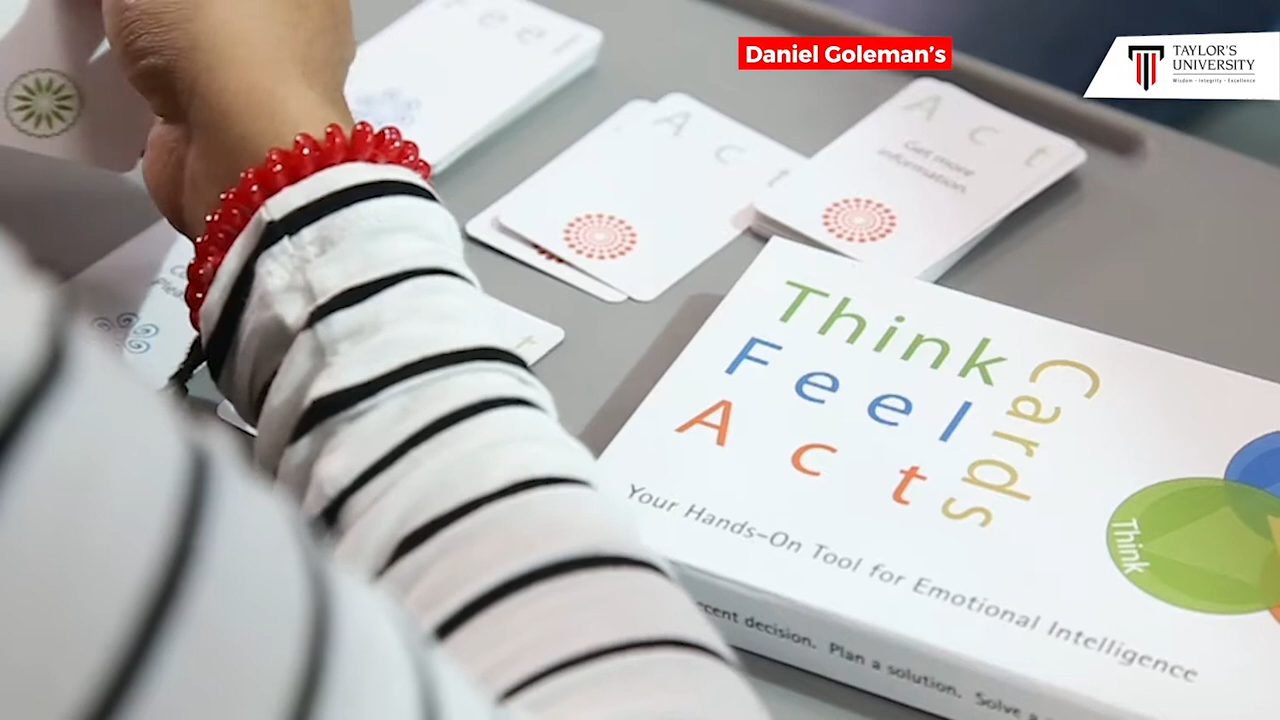 Daniel Goleman's
TAYLOR'S
UNIVERSITY
Wisdom • Integrity • Excellence
Feel
Act
Act
Get more
information.
Think
Feel
Act
Cards
Your Hands-On Tool for Emotional Intelligence
Think
decision. Plan a solution. Solve a